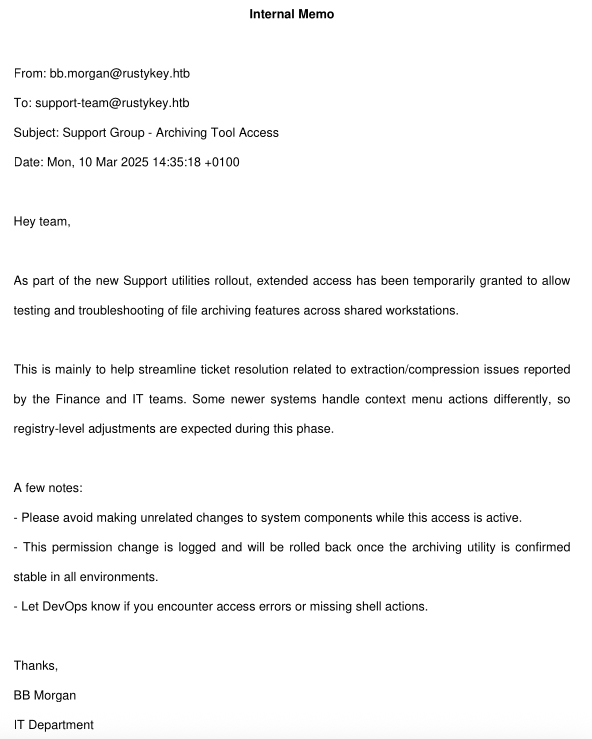 Internal Memo
From: bb.morgan@rustykey.htb
To: support-team@rustykey.htb
Subject: Support Group - Archiving Tool Access
Date: Mon, 10 Mar 2025 14:35:18 +0100
Hey team,
As part of the new Support utilities rollout, extended access has been temporarily granted to allow
testing and troubleshooting of file archiving features across shared workstations.
This is mainly to help streamline ticket resolution related to extraction/compression issues reported
by the Finance and IT teams. Some newer systems handle context menu actions differently, so
registry-level adjustments are expected during this phase.
A few notes:
- Please avoid making unrelated changes to system components while this access is active.
- This permission change is logged and will be rolled back once the archiving utility is confirmed
stable in all environments.
- Let DevOps know if you encounter access errors or missing shell actions.
Thanks,
BB Morgan
IT Department